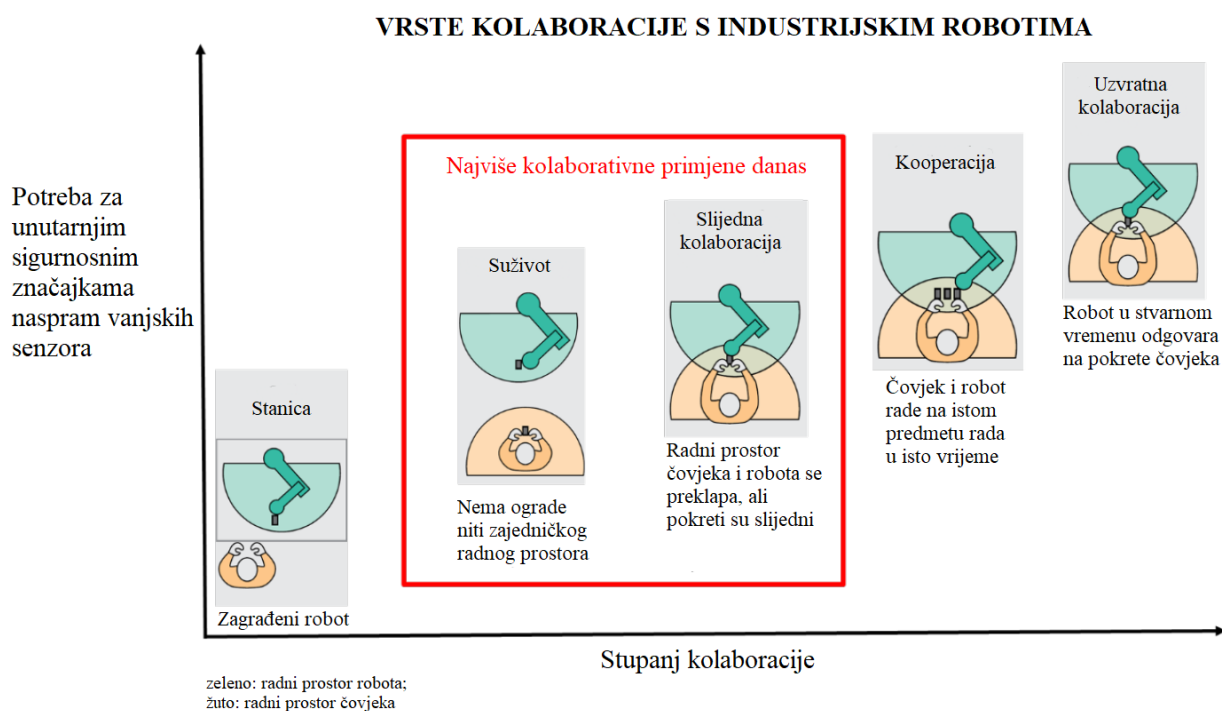 VRSTE KOLABORACIJE S INDUSTRIJSKIM ROBOTIMA
Potreba za
unutarnjim
sigurnosnim
značajkama
naspram vanjskih
senzora
Stanica
Zagrađeni robot
Najviše kolaborativne primjene danas
Suživot
Nema ograde
niti zajedničkog
radnog prostora
Slijedna
kolaboracija
Radni prostor
čovjeka i robota se
preklapa, ali
pokreti su slijedni
Kooperacija
Čovjek i robot
rade na istom
predmetu rada
u isto vrijeme
Uzvratna
kolaboracija
Robot u stvarnom
vremenu odgovara
na pokrete čovjeka
Stupanj kolaboracije
zeleno: radni prostor robota;
žuto: radni prostor čovjeka